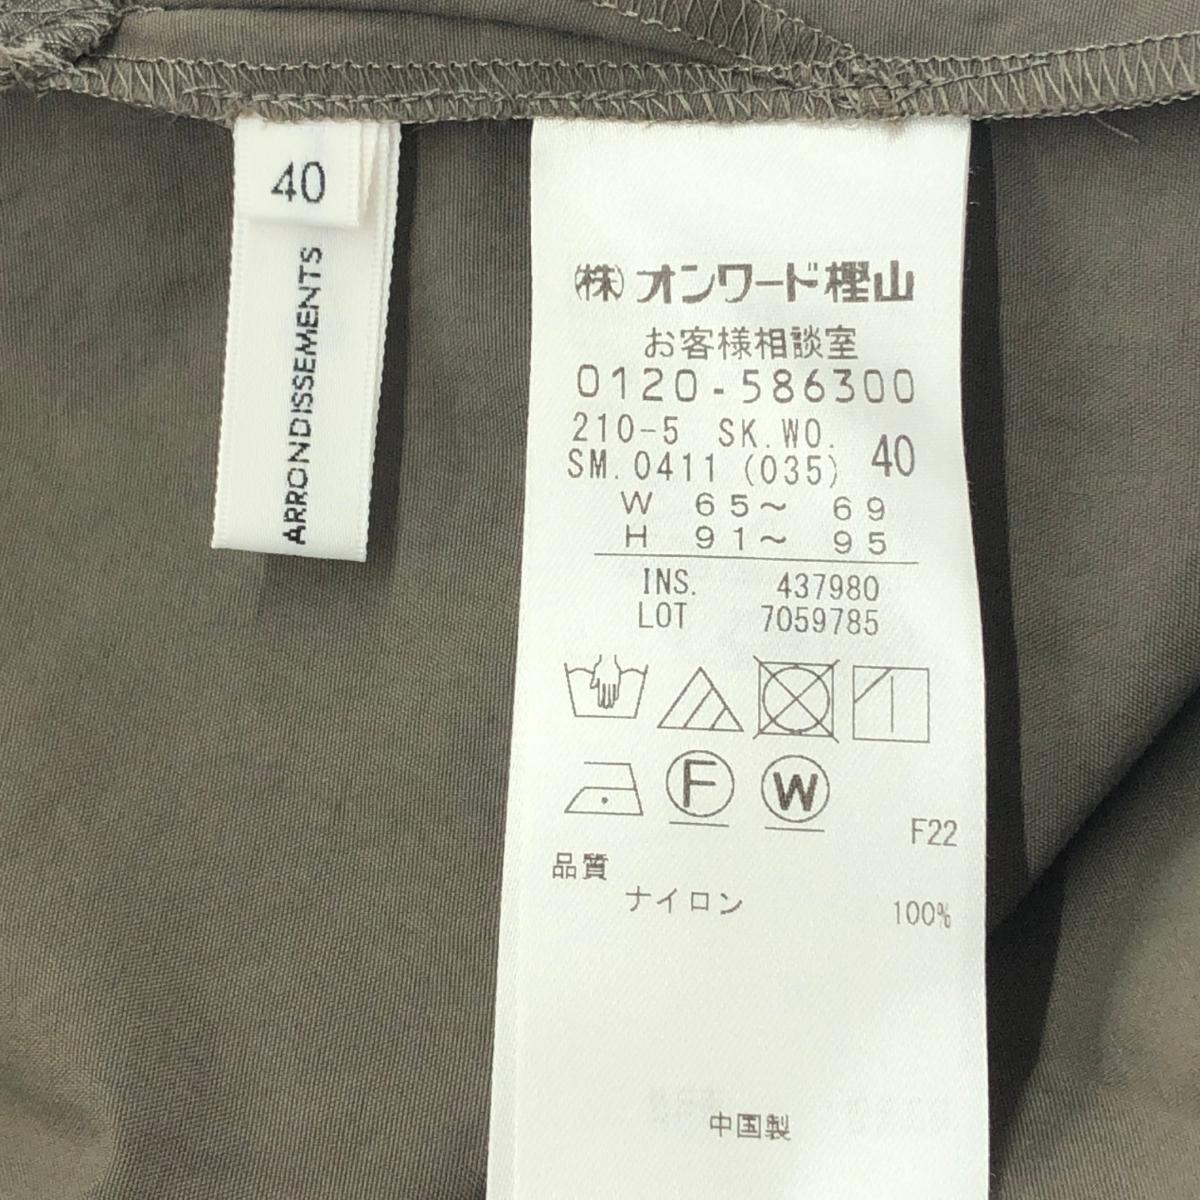 40
ARRONDISSEMENTS
㈱オンワード樫山
お客様相談室
0120-586300
210-5 SK.WO. 40
SM.0411 (035)
W 65～ 69
H 91～ 95
INS. 437980
LOT 7059785
F W
F22
品質
ナイロン 100%
中国製